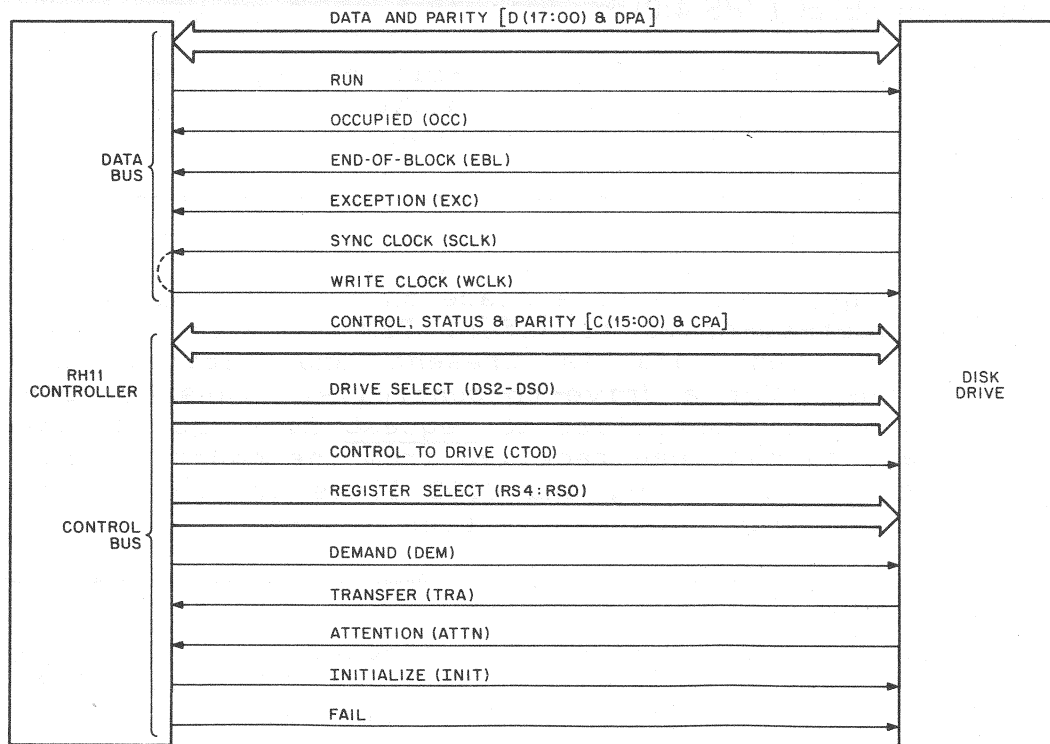 DATA AND PARITY [D(17:00) & DPA]
RUN
OCCUPIED (OCC)
DATA
BUS
END-OF-BLOCK (EBL)
EXCEPTION (EXC)
SYNC CLOCK (SCLK)
WRITE CLOCK (WCLK)
CONTROL, STATUS & PARITY [C(15:00) & CPA]
RH11
CONTROLLER
DRIVE SELECT (DS2-DS0)
DISK
DRIVE
CONTROL TO DRIVE (CTOD)
REGISTER SELECT (RS4:RS0)
CONTROL
BUS
DEMAND (DEM)
TRANSFER (TRA)
ATTENTION (ATTN)
INITIALIZE (INIT)
FAIL